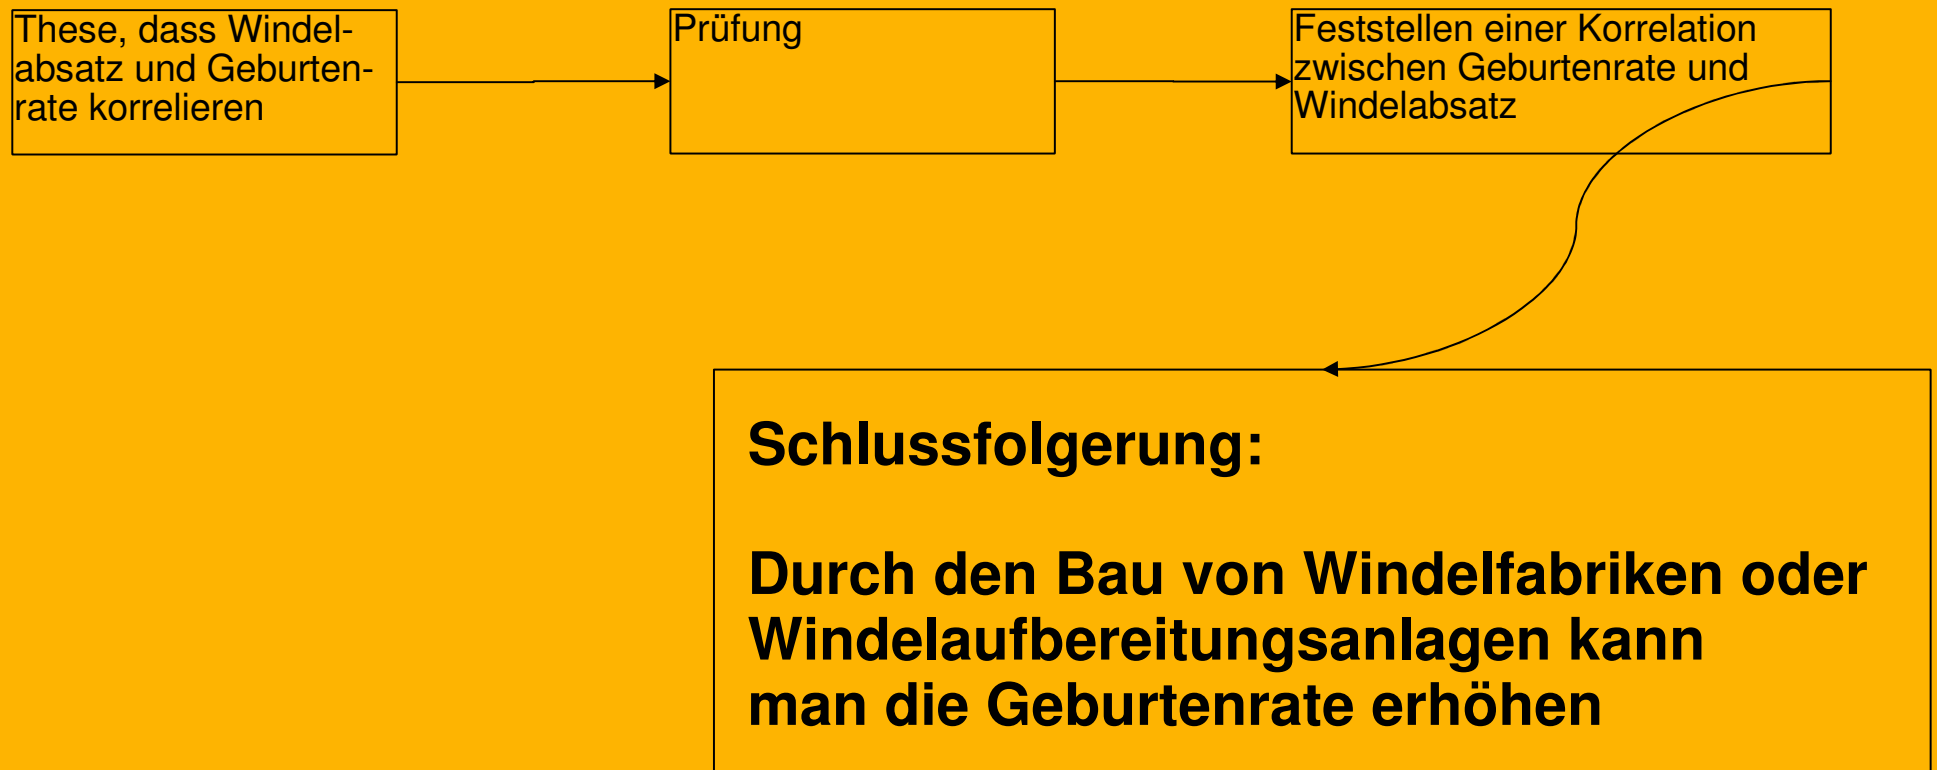 These, dass Windel-
absatz und Geburten-
rate korrelieren
Prüfung
Feststellen einer Korrelation
zwischen Geburtenrate und
Windelabsatz
Schlussfolgerung:
Durch den Bau von Windelfabriken oder
Windelaufbereitungsanlagen kann
man die Geburtenrate erhöhen